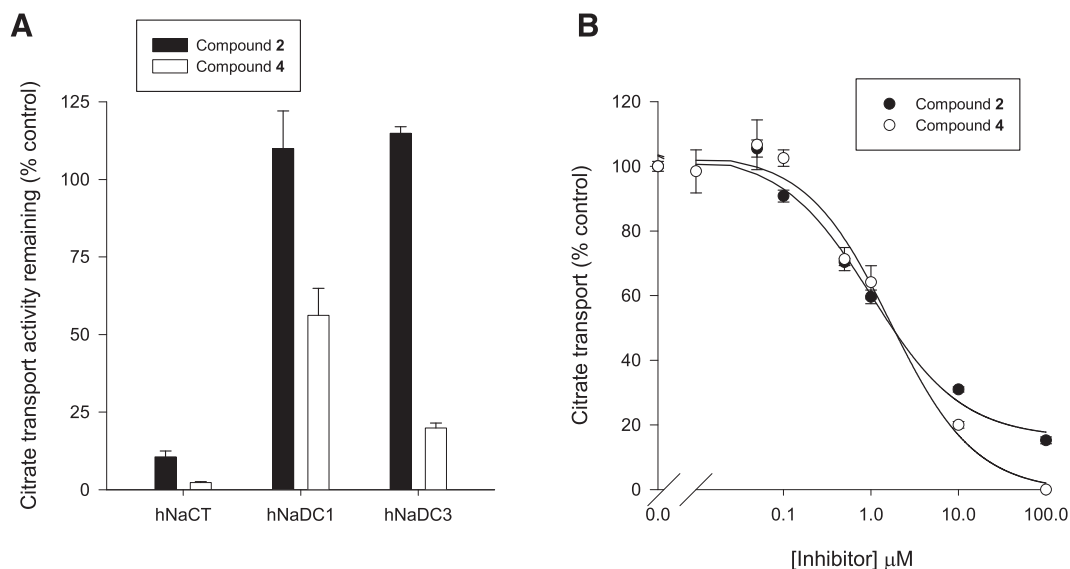 A
Compound 2
Compound 4
Citrate transport activity remaining (% control)
125
100
75
50
25
0
hNaCT
hNaDC1
hNaDC3
B
Compound 2
Compound 4
Citrate transport (% control)
120
100
80
60
40
20
0
0.0
0.1
1.0
10.0
100.0
[Inhibitor] μM